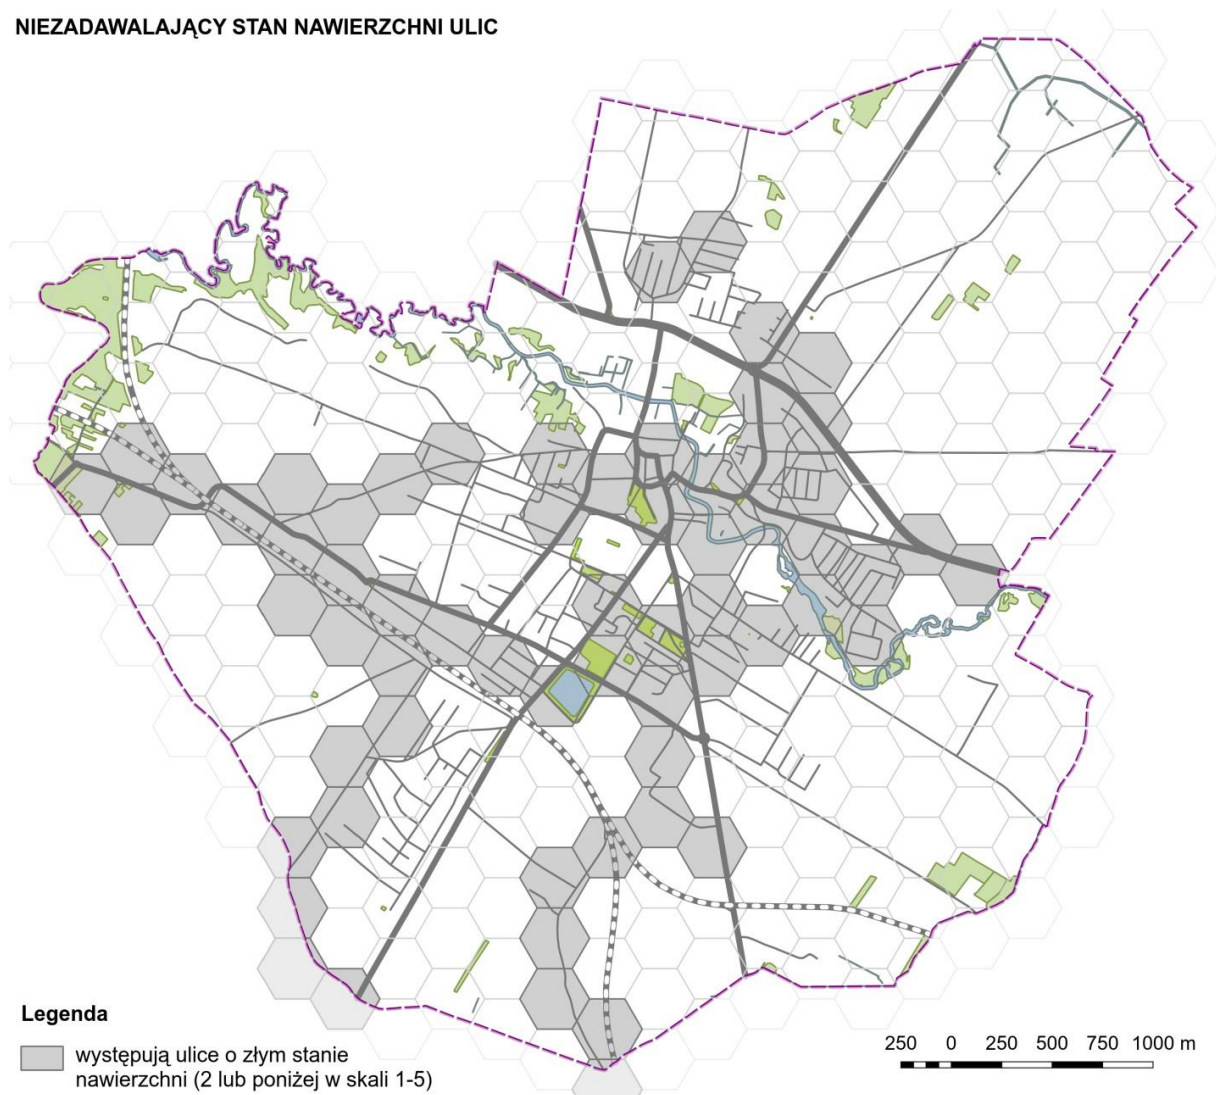 NIEZADAWALAJĄCY STAN NAWIERZCHNI ULIC
Legenda
występują ulice o złym stanie
nawierzchni (2 lub poniżej w skali 1-5)
250 0 250 500 750 1000 m